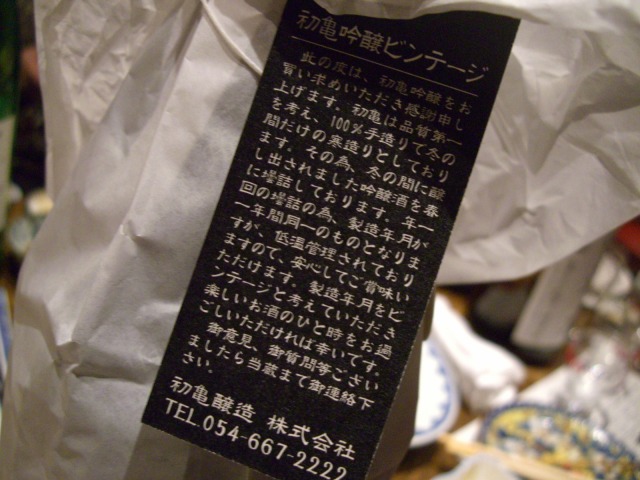 初亀吟醸ビンテージ
此の度は、初亀吟醸をお
買い求めいただき感謝申し
上げます。初亀は品質第一
を考え、100%手造りで冬の
間だけの寒造りとしており
ます。その為、冬の間に醸
し出されました吟醸酒を春
に壜詰しております。年一
回の壜詰の為、製造年月が
一年間同一のものとなりま
すが、低温管理されており
ますので、安心してご賞味い
ただけます。製造年月をビ
ンテージと考えていただき
楽しいお酒のひと時をお過
ごしいただければ幸いです。
御意見、御質問等ござい
ましたら当蔵まで御連絡下
さい。
初亀醸造 株式会社
TEL.054-667-2222